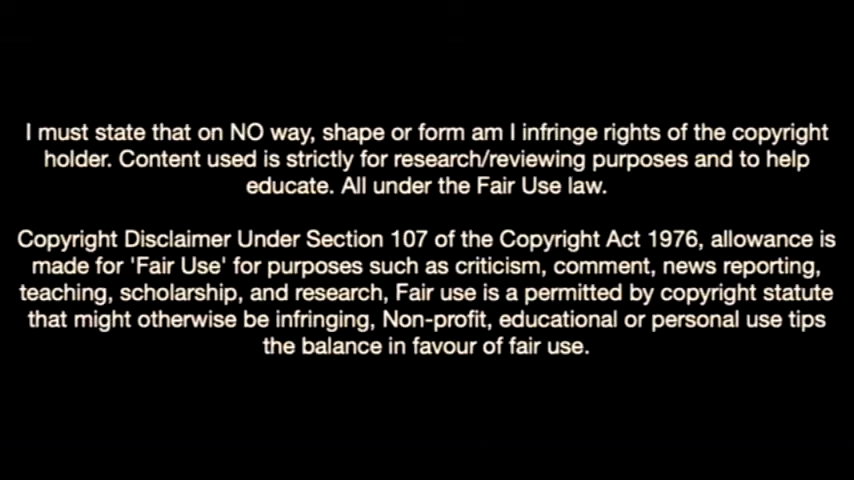 I must state that on NO way, shape or form am I infringe rights of the copyright
holder. Content used is strictly for research/reviewing purposes and to help
educate. All under the Fair Use law.
Copyright Disclaimer Under Section 107 of the Copyright Act 1976, allowance is
made for 'Fair Use' for purposes such as criticism, comment, news reporting,
teaching, scholarship, and research, Fair use is a permitted by copyright statute
that might otherwise be infringing, Non-profit, educational or personal use tips
the balance in favour of fair use.